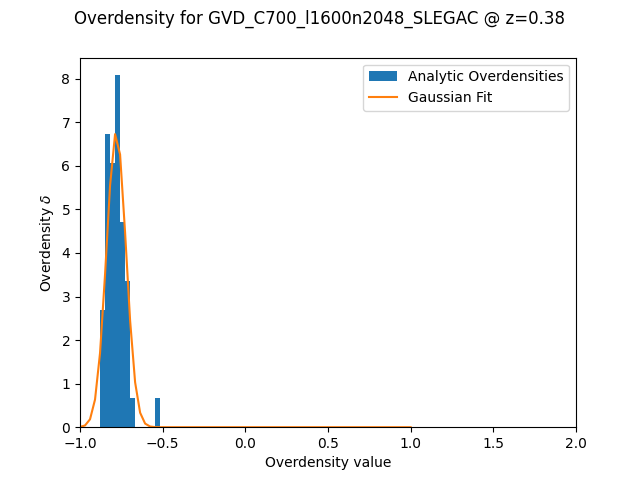 Overdensity for GVD_C700_l1600n2048_SLEGAC @ z=0.38
Analytic Overdensities
Gaussian Fit
Overdensity δ
8
7
6
5
4
3
2
1
0
−1.0 −0.5 0.0 0.5 1.0 1.5 2.0
Overdensity value